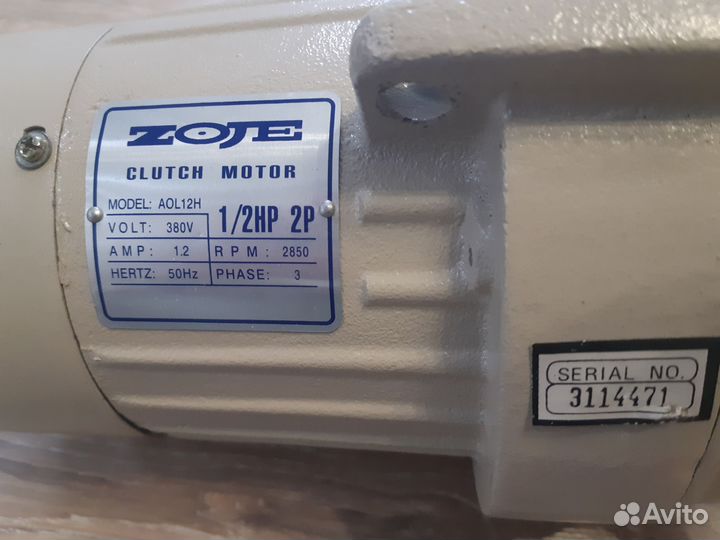 ZOJE
CLUTCH MOTOR
MODEL: AOL12H
VOLT: 380V
1/2HP 2P
AMP: 1.2
RPM: 2850
HERTZ: 50Hz
PHASE: 3
SERIAL NO.
3114471
Avito